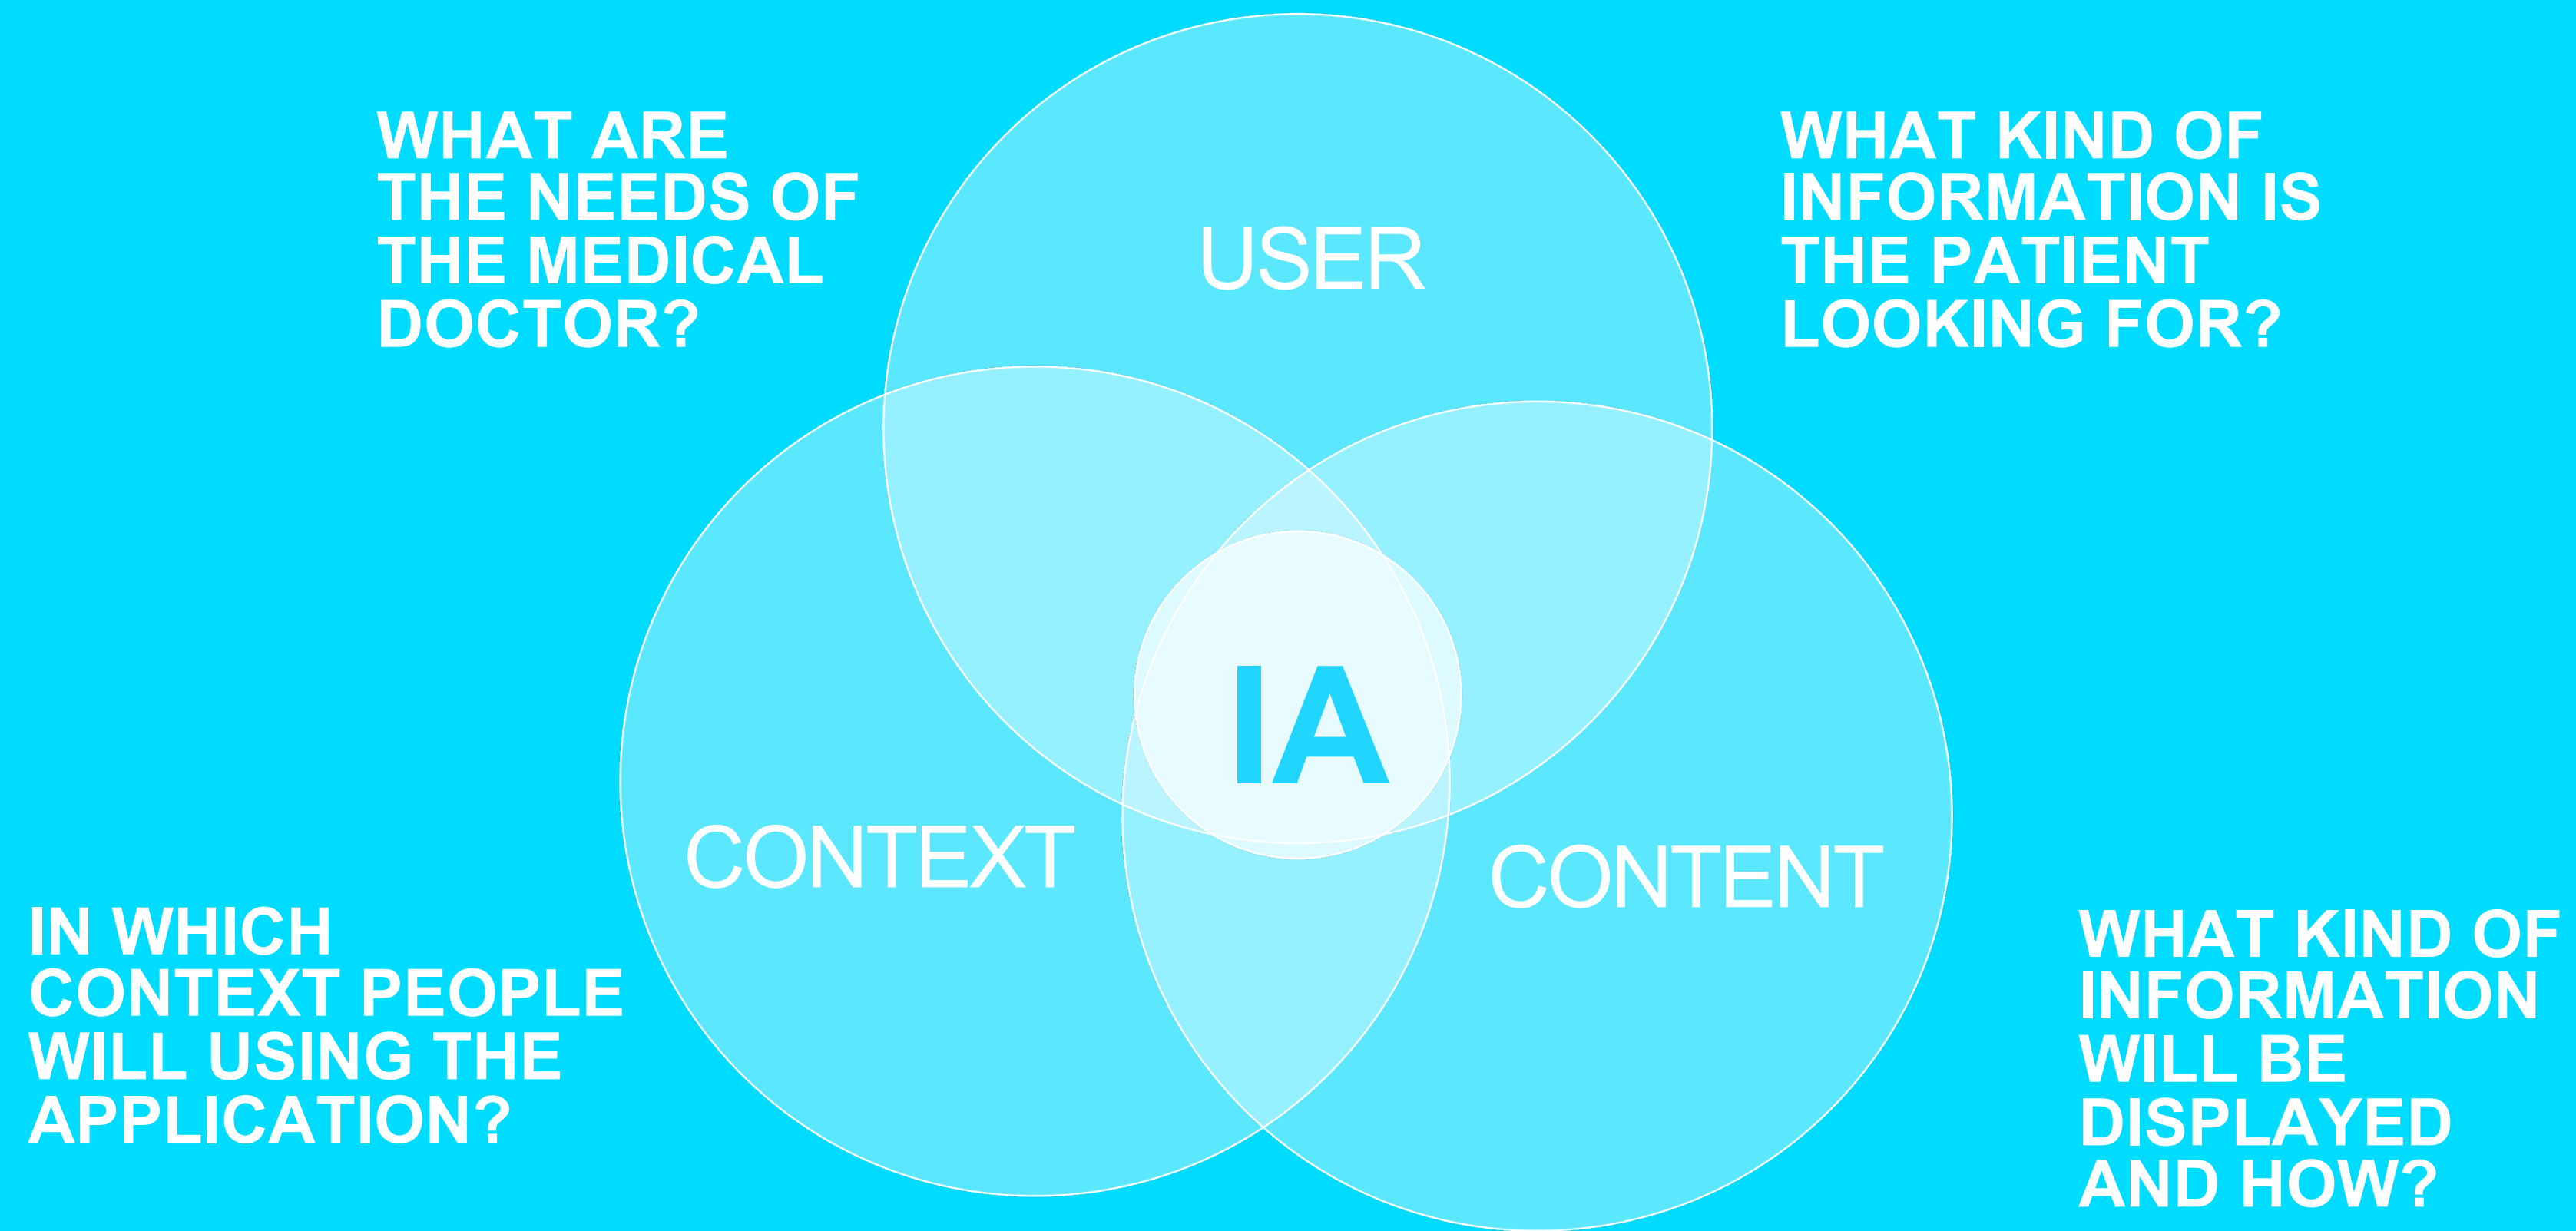 WHAT ARE
THE NEEDS OF
THE MEDICAL
DOCTOR?
USER
WHAT KIND OF
INFORMATION IS
THE PATIENT
LOOKING FOR?
IA
CONTEXT
CONTENT
IN WHICH
CONTEXT PEOPLE
WILL USING THE
APPLICATION?
WHAT KIND OF
INFORMATION
WILL BE
DISPLAYED
AND HOW?